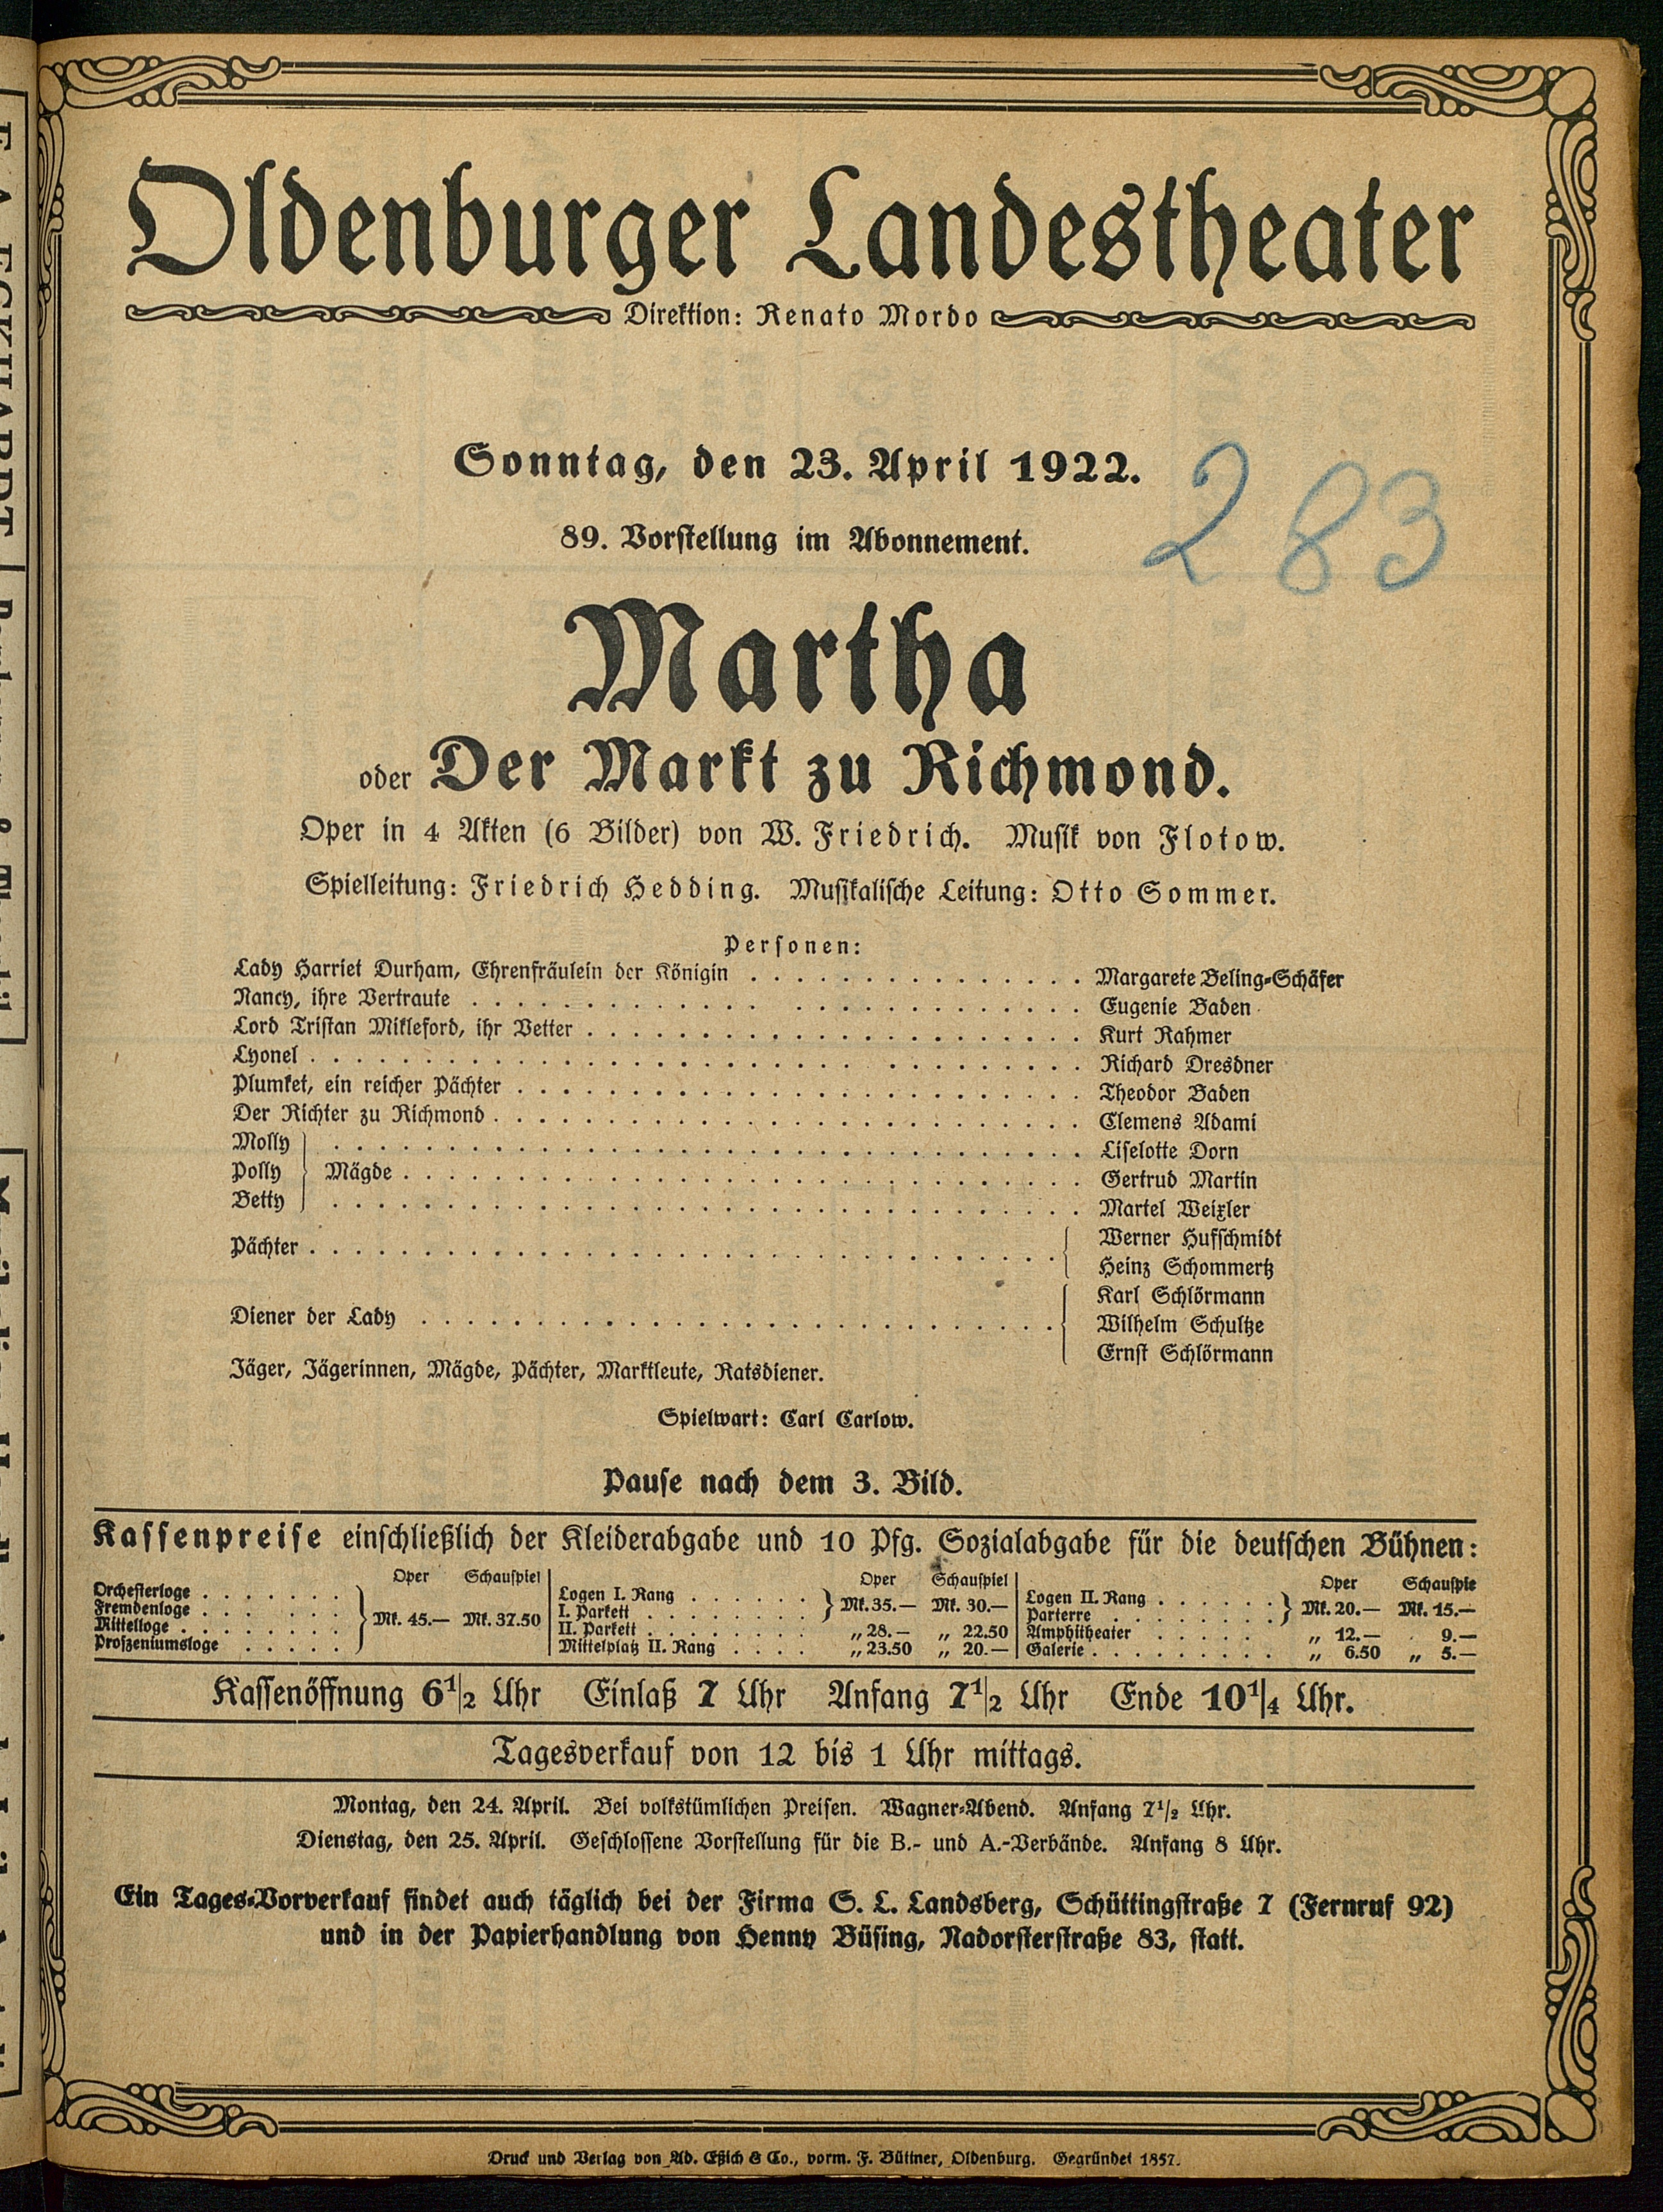 Oldenburger Landestheater
Direktion: Renato Mordo
Sonntag, den 23. April 1922.
283
89. Vorstellung im Abonnement.
Martha
oder Der Markt zu Richmond.
Oper in 4 Akten (6 Bilder) von W. Friedrich. Musik von Flotow.
Spielleitung: Friedrich Hedding. Musikalische Leitung: Otto Sommer.
Personen:
Lady Harriet Durham, Ehrenfräulein der Königin . . . . . . . . . . . . . . Margarete Beling-Schäfer
Nancy, ihre Vertraute . . . . . . . . . . . . . . . . . . . . Eugenie Baden
Lord Tristan Mikleford, ihr Vetter . . . . . . . . . . . . . . . . . Kurt Rahmer
Lyonel . . . . . . . . . . . . . . . . . . . . . . . . . Richard Dresdner
Plumket, ein reicher Pächter . . . . . . . . . . . . . . . . . . . Theodor Baden
Der Richter zu Richmond . . . . . . . . . . . . . . . . . . . . Clemens Adami
Molly . . . . . . . . . . . . . . . . . . . . . . . . . Liselotte Dorn
Polly } Mägde . . . . . . . . . . . . . . . . . . . . . . . Gertrud Martin
Betty . . . . . . . . . . . . . . . . . . . . . . . . . Martel Weixler
Pächter . . . . . . . . . . . . . . . . . . . . . . . . { Werner Hufschmidt
Heinz Schommertz
Karl Schlörmann
Diener der Lady . . . . . . . . . . . . . . . . . . . . . { Wilhelm Schultze
Ernst Schlörmann
Jäger, Jägerinnen, Mägde, Pächter, Marktleute, Ratsdiener.
Spielwart: Carl Carlow.
Pause nach dem 3. Bild.
Kassenpreise einschließlich der Kleiderabgabe und 10 Pfg. Sozialabgabe für die deutschen Bühnen:
Oper Schauspiel
Orchesterloge . . . . . . .
Fremdenloge . . . . . . .
Mittelloge . . . . . . . .
Proszeniumsloge . . . . .
} Mk. 45.— Mk. 37.50
Oper Schauspiel
Logen I. Rang . . . . . .
I. Parkett . . . . . . . .
} Mk. 35.— Mk. 30.—
II. Parkett . . . . . . . . „ 28.— „ 22.50
Mittelplatz II. Rang . . . . „ 23.50 „ 20.—
Oper Schauspie
Logen II. Rang . . . . . .
Parterre . . . . . . . .
} Mk. 20.— Mk. 15.—
Amphitheater . . . . . „ 12.— 9.—
Galerie . . . . . . . . . „ 6.50 „ 5.—
Kassenöffnung 6 1/2 Uhr Einlaß 7 Uhr Anfang 7 1/2 Uhr Ende 10 1/4 Uhr.
Tagesverkauf von 12 bis 1 Uhr mittags.
Montag, den 24. April. Bei volkstümlichen Preisen. Wagner-Abend. Anfang 7 1/2 Uhr.
Dienstag, den 25. April. Geschlossene Vorstellung für die B.- und A.-Verbände. Anfang 8 Uhr.
Ein Tages-Vorverkauf findet auch täglich bei der Firma S. L. Landsberg, Schüttingstraße 7 (Fernruf 92)
und in der Papierhandlung von Henny Büsing, Nadorsterstraße 83, statt.
Druck und Verlag von Ad. Eßich & Co., vorm. F. Büttner, Oldenburg. Gegründet 1857.